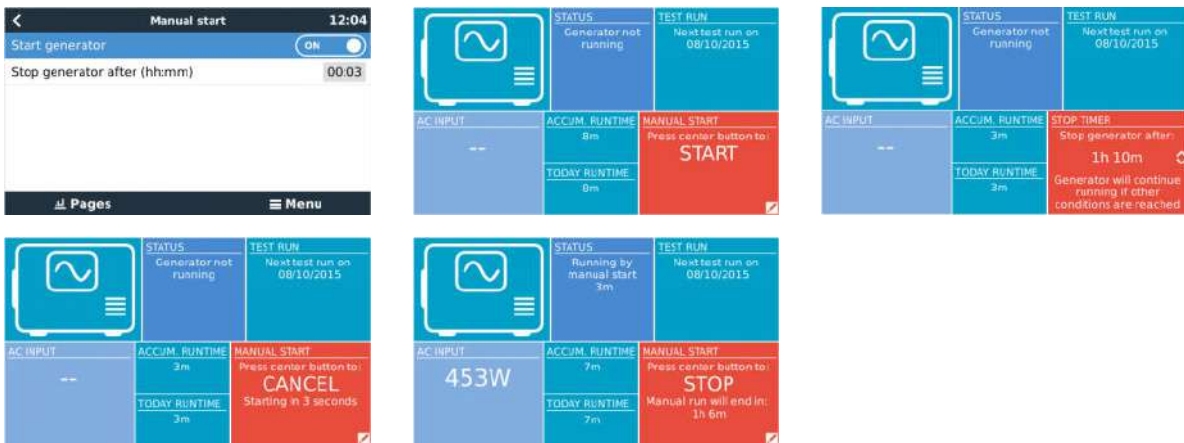 Manual start 12:04
Start generator ON
Stop generator after (hh:mm) 00:03
Pages Menu
STATUS
Generator not
running
TEST RUN
Next test run on
08/10/2015
AC INPUT
--
ACCUM. RUNTIME
8m
TODAY RUNTIME
8m
MANUAL START
Press center button to:
START
STATUS
Generator not
running
TEST RUN
Next test run on
08/10/2015
AC INPUT
--
ACCUM. RUNTIME
3m
TODAY RUNTIME
3m
STOP TIMER
Stop generator after:
1h 10m
Generator will continue
running if other
conditions are reached
STATUS
Generator not
running
TEST RUN
Next test run on
08/10/2015
AC INPUT
--
ACCUM. RUNTIME
3m
TODAY RUNTIME
3m
MANUAL START
Press center button to:
CANCEL
Starting in 3 seconds
STATUS
Running by
manual start
3m
TEST RUN
Next test run on
08/10/2015
AC INPUT
453W
ACCUM. RUNTIME
7m
TODAY RUNTIME
7m
MANUAL START
Press center button to:
STOP
Manual run will end in:
1h 6m